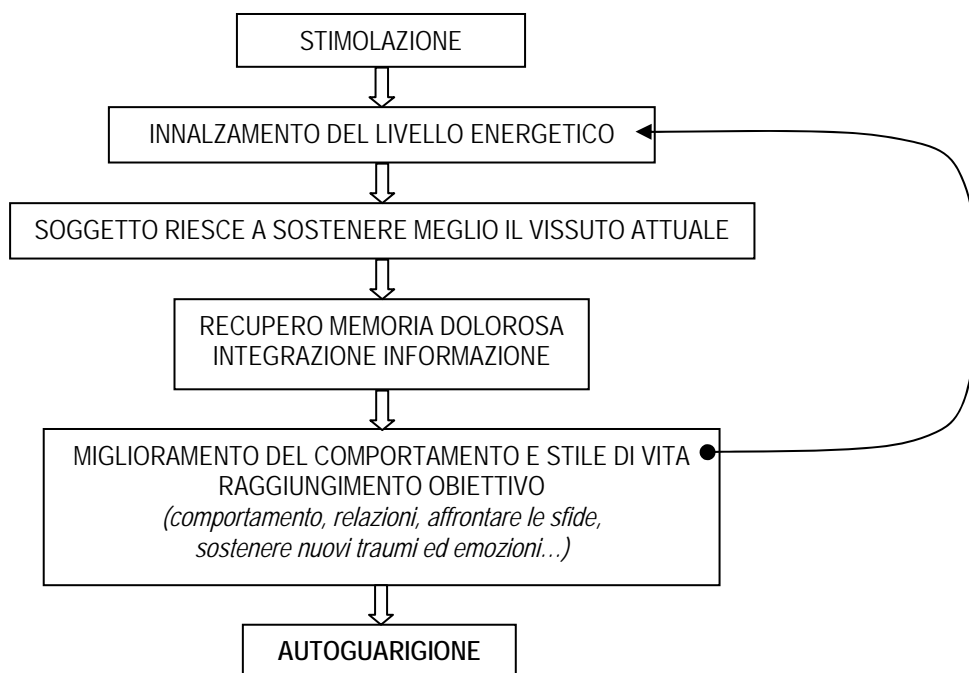 STIMOLAZIONE
INNALZAMENTO DEL LIVELLO ENERGETICO
SOGGETTO RIESCE A SOSTENERE MEGLIO IL VISSUTO ATTUALE
RECUPERO MEMORIA DOLOROSA
INTEGRAZIONE INFORMAZIONE
MIGLIORAMENTO DEL COMPORTAMENTO E STILE DI VITA
RAGGIUNGIMENTO OBIETTIVO
(comportamento, relazioni, affrontare le sfide,
sostenere nuovi traumi ed emozioni…)
AUTOGUARIGIONE